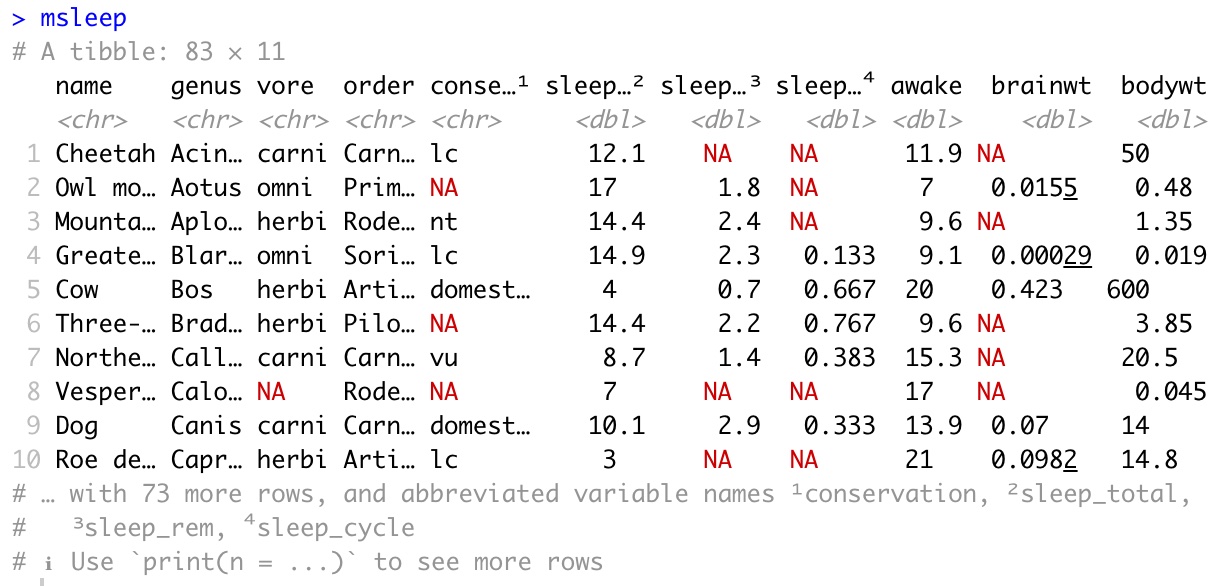 > msleep
# A tibble: 83 × 11
   name    genus vore  order conse…¹ sleep…² sleep…³ sleep…⁴ awake  brainwt  bodywt
   <chr>   <chr> <chr> <chr> <chr>     <dbl>   <dbl>   <dbl> <dbl>    <dbl>   <dbl>
 1 Cheetah Acin… carni Carn… lc         12.1    NA    NA      11.9 NA        50
 2 Owl mo… Aotus omni  Prim… NA         17       1.8  NA       7    0.0155    0.48
 3 Mounta… Aplo… herbi Rode… nt         14.4     2.4  NA       9.6 NA         1.35
 4 Greate… Blar… omni  Sori… lc         14.9     2.3   0.133   9.1  0.00029   0.019
 5 Cow     Bos   herbi Arti… domest…     4       0.7   0.667  20    0.423   600
 6 Three-… Brad… herbi Pilo… NA         14.4     2.2   0.767   9.6 NA         3.85
 7 Northe… Call… carni Carn… vu          8.7     1.4   0.383  15.3 NA        20.5
 8 Vesper… Calo… NA    Rode… NA          7      NA    NA      17   NA         0.045
 9 Dog     Canis carni Carn… domest…    10.1     2.9   0.333  13.9  0.07     14
10 Roe de… Capr… herbi Arti… lc          3      NA    NA      21    0.0982   14.8
# … with 73 more rows, and abbreviated variable names ¹conservation, ²sleep_total,
#   ³sleep_rem, ⁴sleep_cycle
# ℹ Use `print(n = ...)` to see more rows